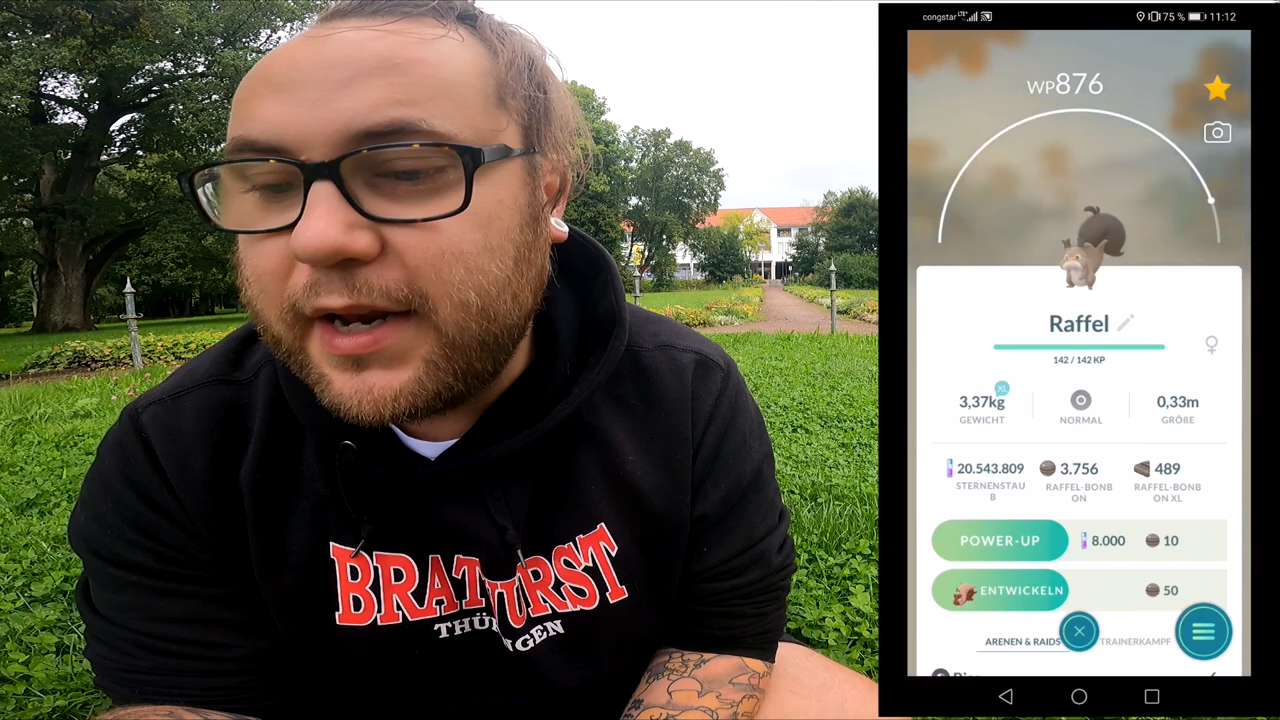 BRATWURST
THÜRINGEN
congstar LTE+ 75 % 11:12
WP876
Raffel
142 / 142 KP
XL
3,37kg NORMAL 0,33m
GEWICHT GRÖßE
20.543.809 3.756 489
STERNENSTAU RAFFEL-BONB RAFFEL-BONB
B ON ON XL
POWER-UP 8.000 10
ENTWICKELN 50
ARENEN & RAIDS TRAINERKAMPF